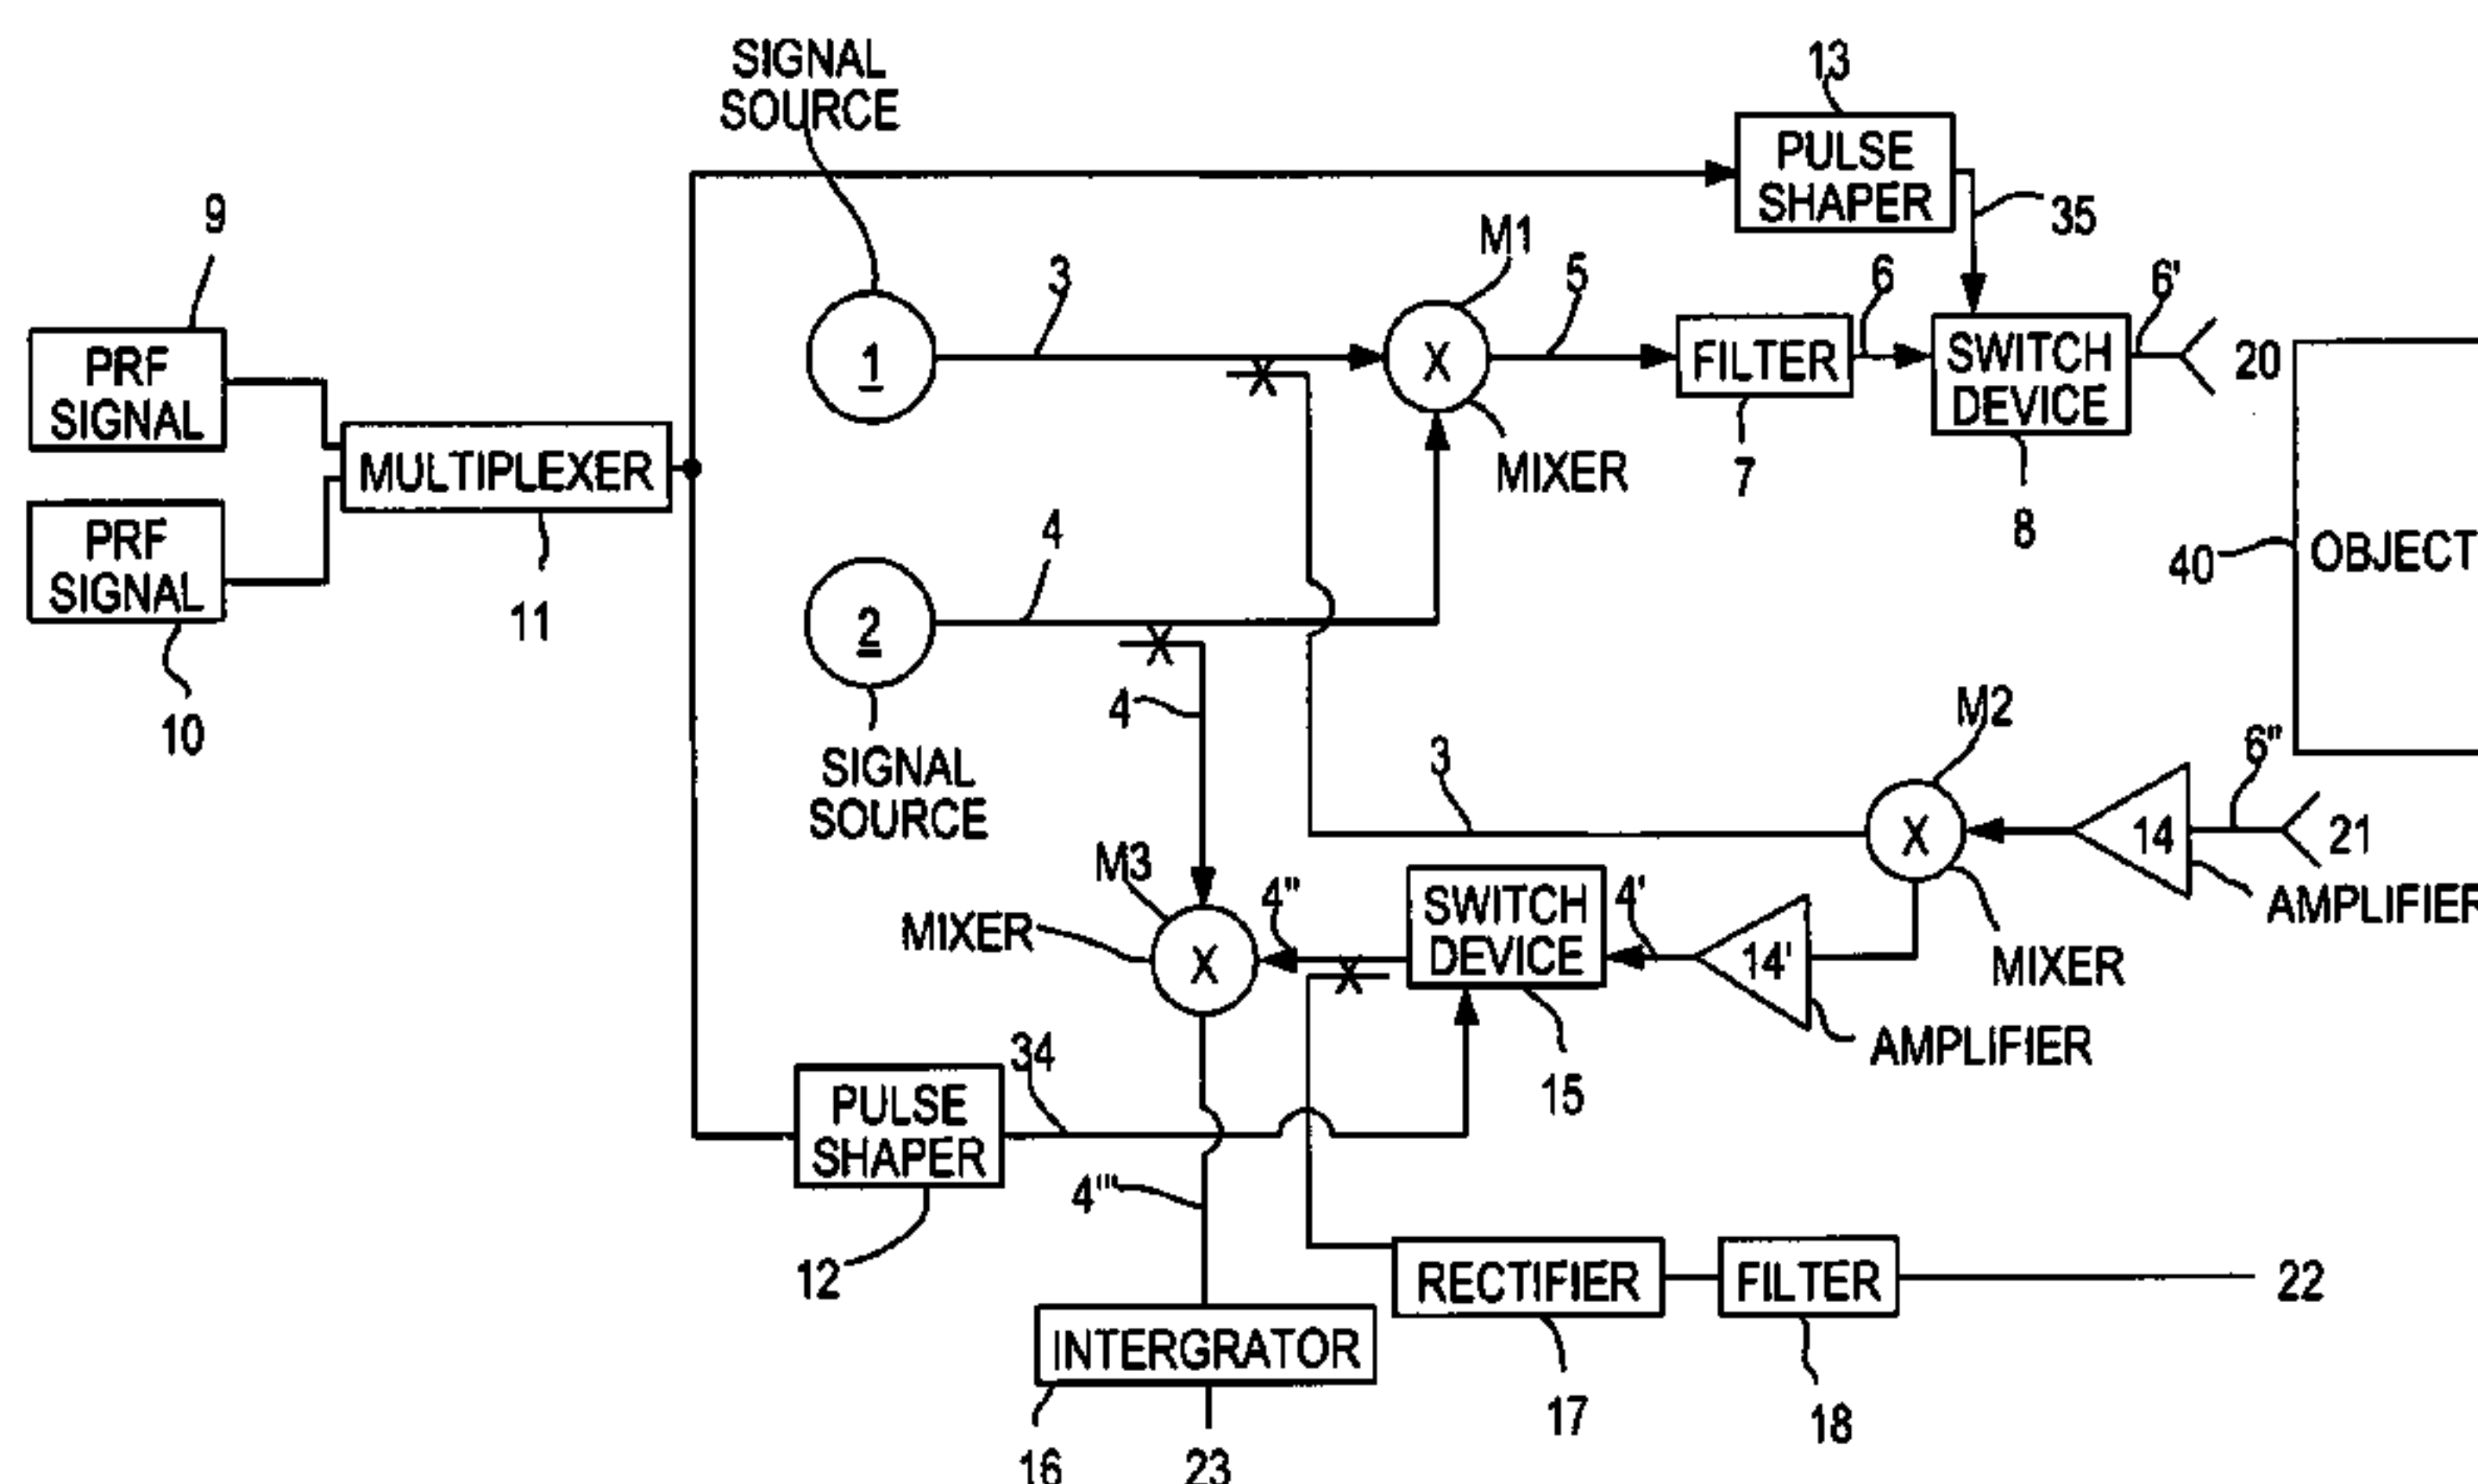 SIGNAL
SOURCE
13
PULSE
SHAPER
35
9
PRF
SIGNAL
M1
3
5
6
6'
1
X
FILTER
SWITCH
DEVICE
20
MULTIPLEXER
MIXER
7
8
PRF
SIGNAL
10
11
4
2
40
OBJECT
SIGNAL
SOURCE
4
3
M2
6"
X
14
21
AMPLIFIER
M3
MIXER
X
4"
SWITCH
DEVICE
4'
14'
MIXER
AMPLIFIER
15
34
PULSE
SHAPER
12
4'''
RECTIFIER
FILTER
22
INTERGRATOR
17
18
16
23